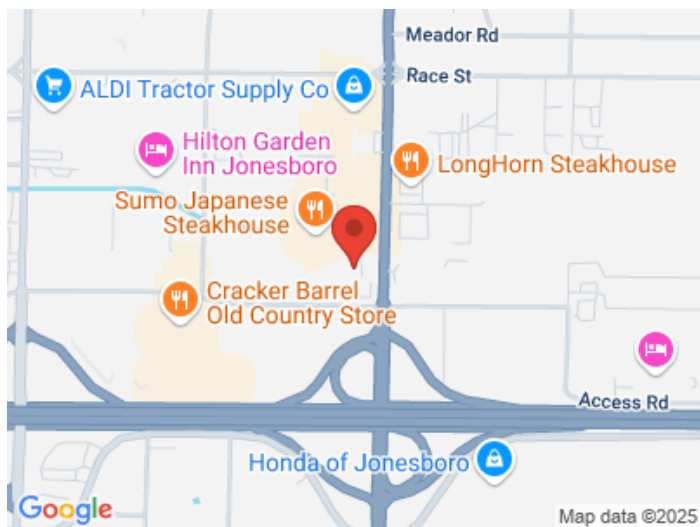 Meador Rd
Race St
ALDI Tractor Supply Co
Hilton Garden
Inn Jonesboro
LongHorn Steakhouse
Sumo Japanese
Steakhouse
Cracker Barrel
Old Country Store
Access Rd
Honda of Jonesboro
Google
Map data ©2025